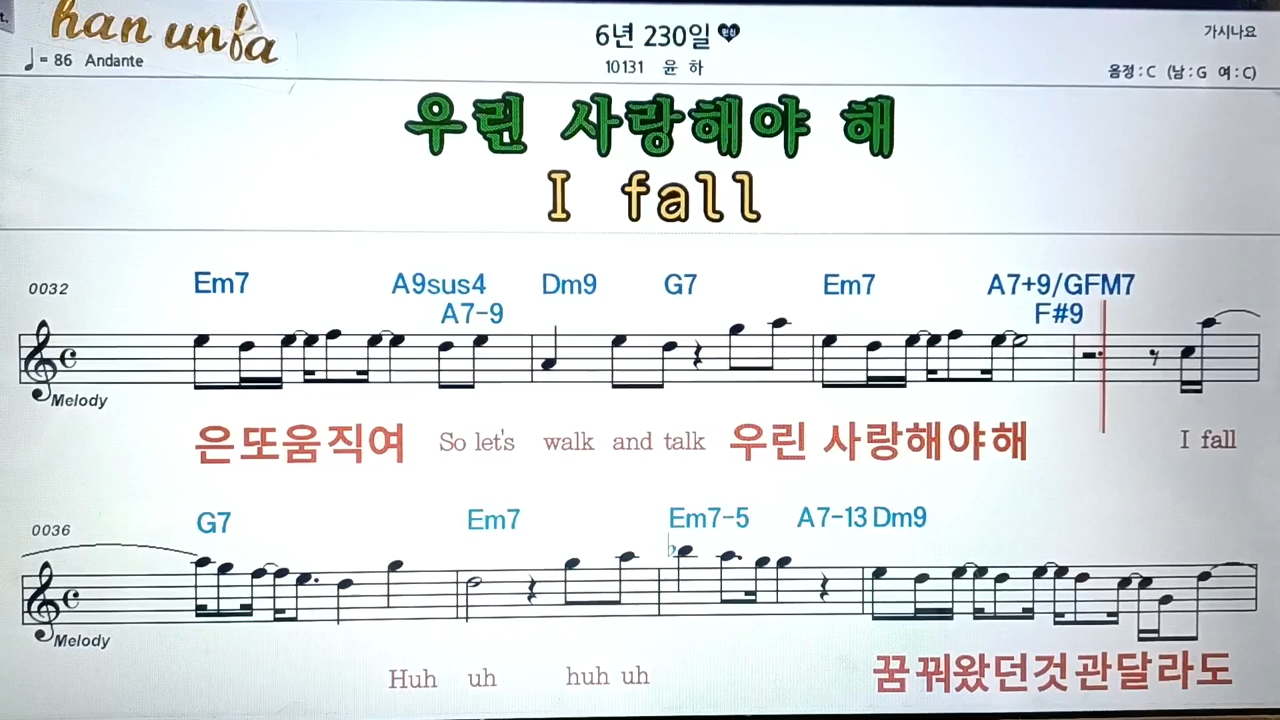 t.
han unfa
6년 230일 편신
가시나요
♩= 86 Andante
10131 윤 하
음정 : C (남 : G 여 : C)
우린 사랑해야 해
I fall
0032
Em7 A9sus4 Dm9 G7 Em7 A7+9/GFM7
A7-9 F#9
Melody
은또움직여 So let's walk and talk 우린 사랑해야해 I fall
0036
G7 Em7 Em7-5 A7-13 Dm9
Melody
Huh uh huh uh 꿈꿔왔던것관달라도